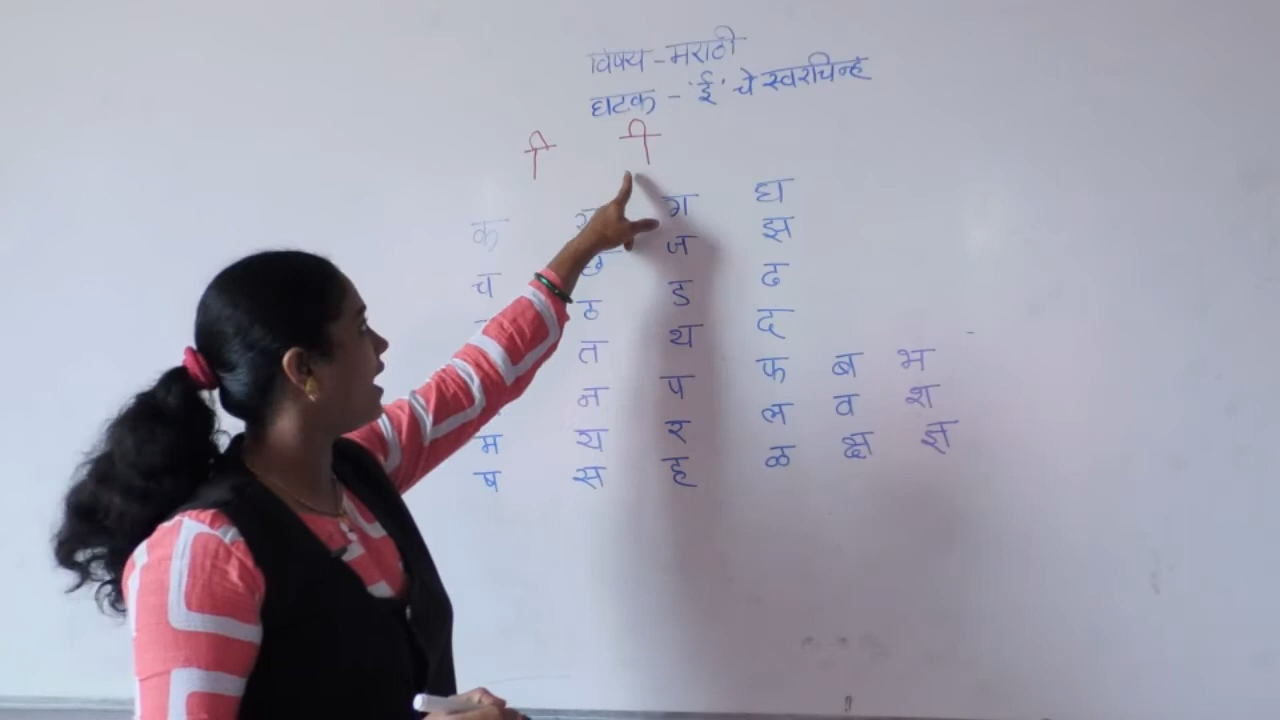 विषय - मराठी
घटक - 'ई' चे स्वरचिन्ह
ी ी
क ग घ
च छ ज झ
ठ ड ढ
त थ द
न प फ ब भ
म य र ल व श
ष स ह ळ क्ष ज्ञ